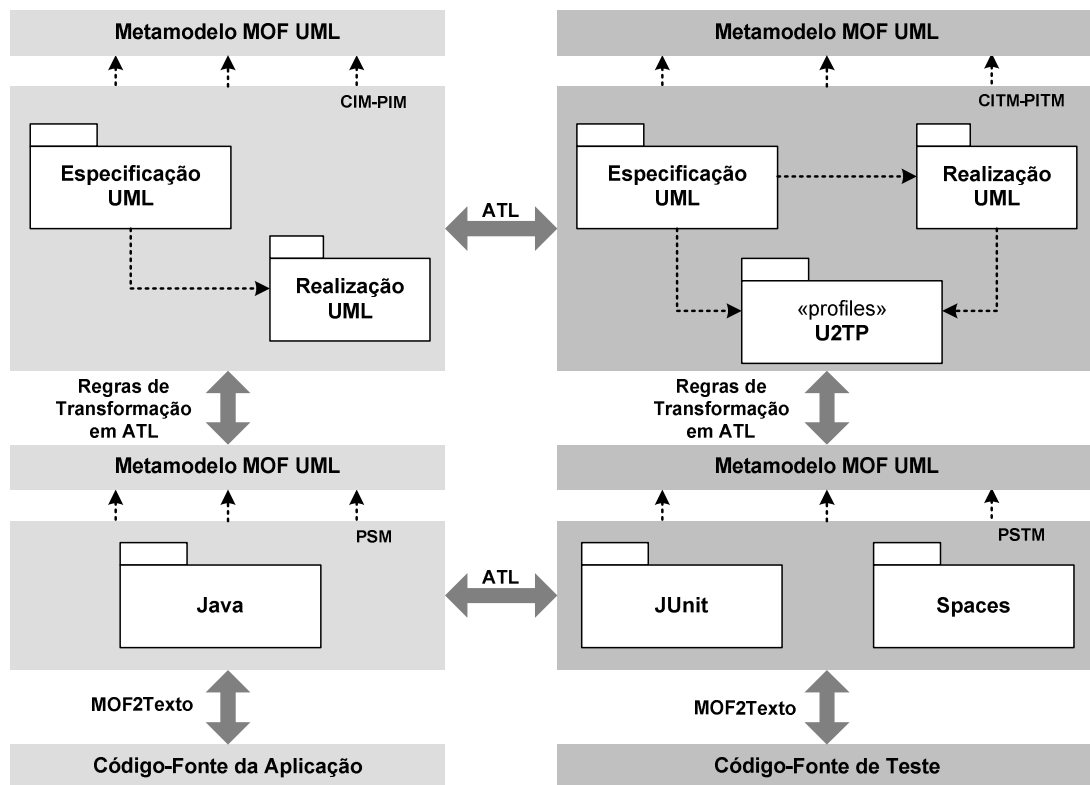 Metamodelo MOF UML
Metamodelo MOF UML
CIM-PIM
CITM-PITM
Especificação
UML
Realização
UML
ATL
Especificação
UML
Realização
UML
«profiles»
U2TP
Regras de
Transformação
em ATL
Regras de
Transformação
em ATL
Metamodelo MOF UML
Metamodelo MOF UML
PSM
PSTM
Java
ATL
JUnit
Spaces
MOF2Texto
MOF2Texto
Código-Fonte da Aplicação
Código-Fonte de Teste